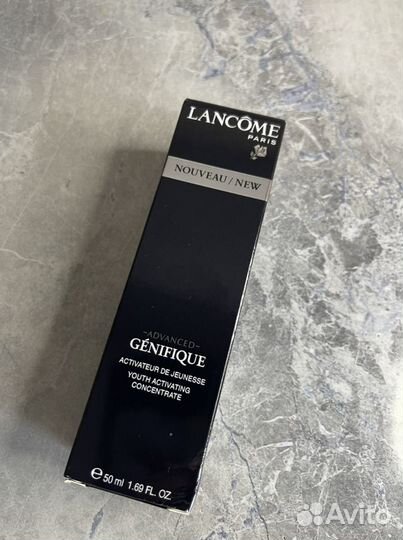 LANCÔME
PARIS
NOUVEAU / NEW
–ADVANCED–
GÉNIFIQUE
ACTIVATEUR DE JEUNESSE
YOUTH ACTIVATING
CONCENTRATE
℮ 50 ml 1.69 FL. OZ
Avito